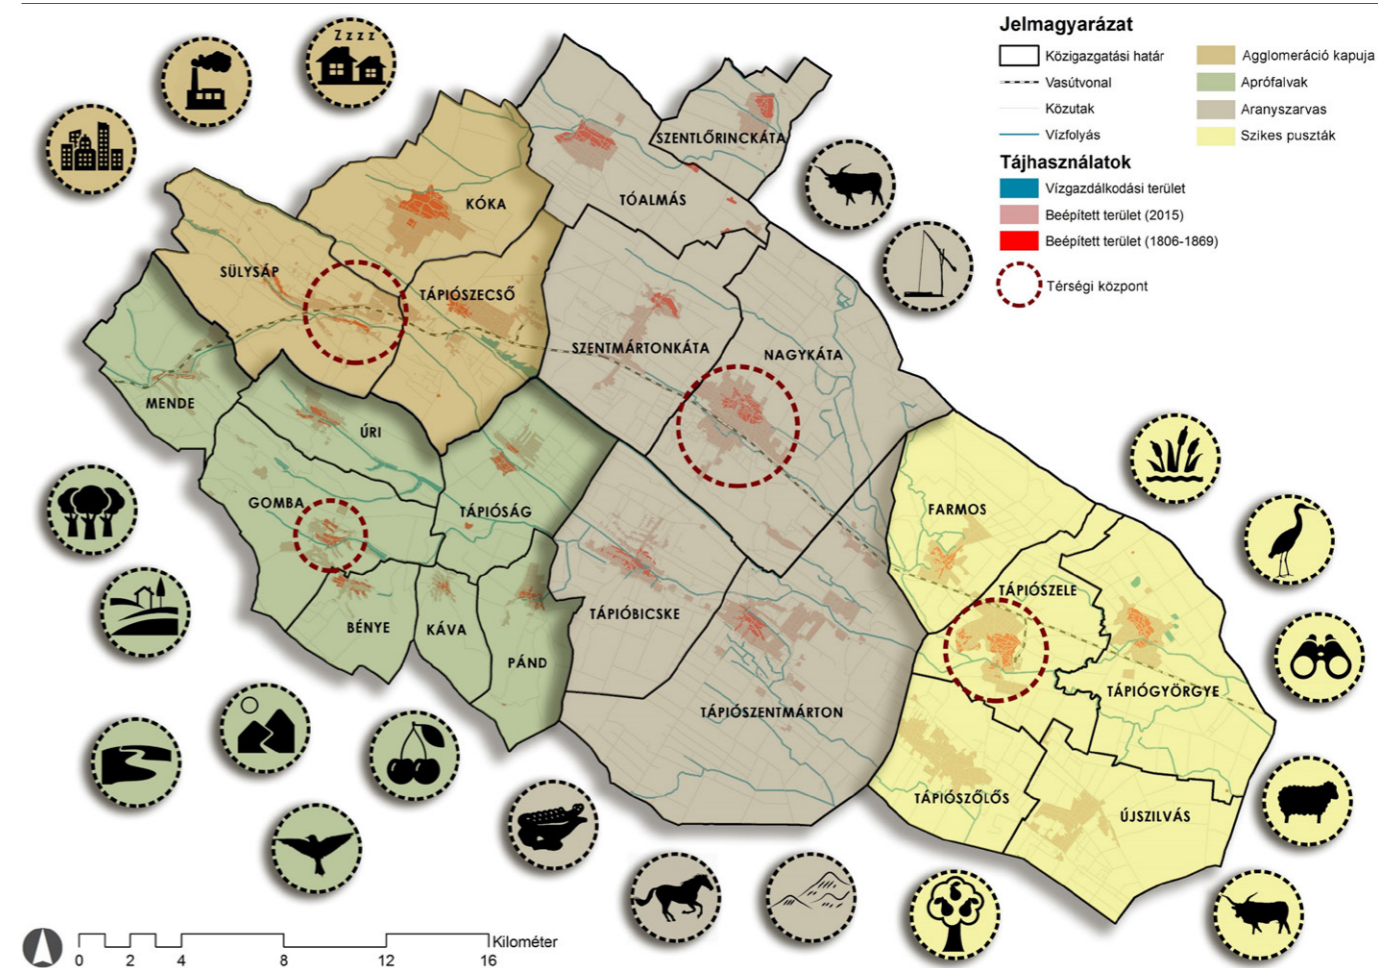 Jelmagyarázat
Közigazgatási határ
Vasútvonal
Közutak
Vízfolyás
Agglomeráció kapuja
Aprófalvak
Aranyszarvas
Szikes puszták
Tájhasználatok
Vízgazdálkodási terület
Beépített terület (2015)
Beépített terület (1806-1869)
Térségi központ
Z z z z
SZENTLŐRINCKÁTA
KÓKA
TÓALMÁS
SÜLYSÁP
TÁPIÓSZECSŐ
SZENTMÁRTONKÁTA
NAGYKÁTA
MENDE
ÚRI
GOMBA
TÁPIÓSÁG
FARMOS
TÁPIÓSZELE
TÁPIÓBICSKE
BÉNYE
KÁVA
PÁND
TÁPIÓGYÖRGYE
TÁPIÓSZENTMÁRTON
TÁPIÓSZŐLŐS
ÚJSZILVÁS
Kilométer
0 2 4 8 12 16